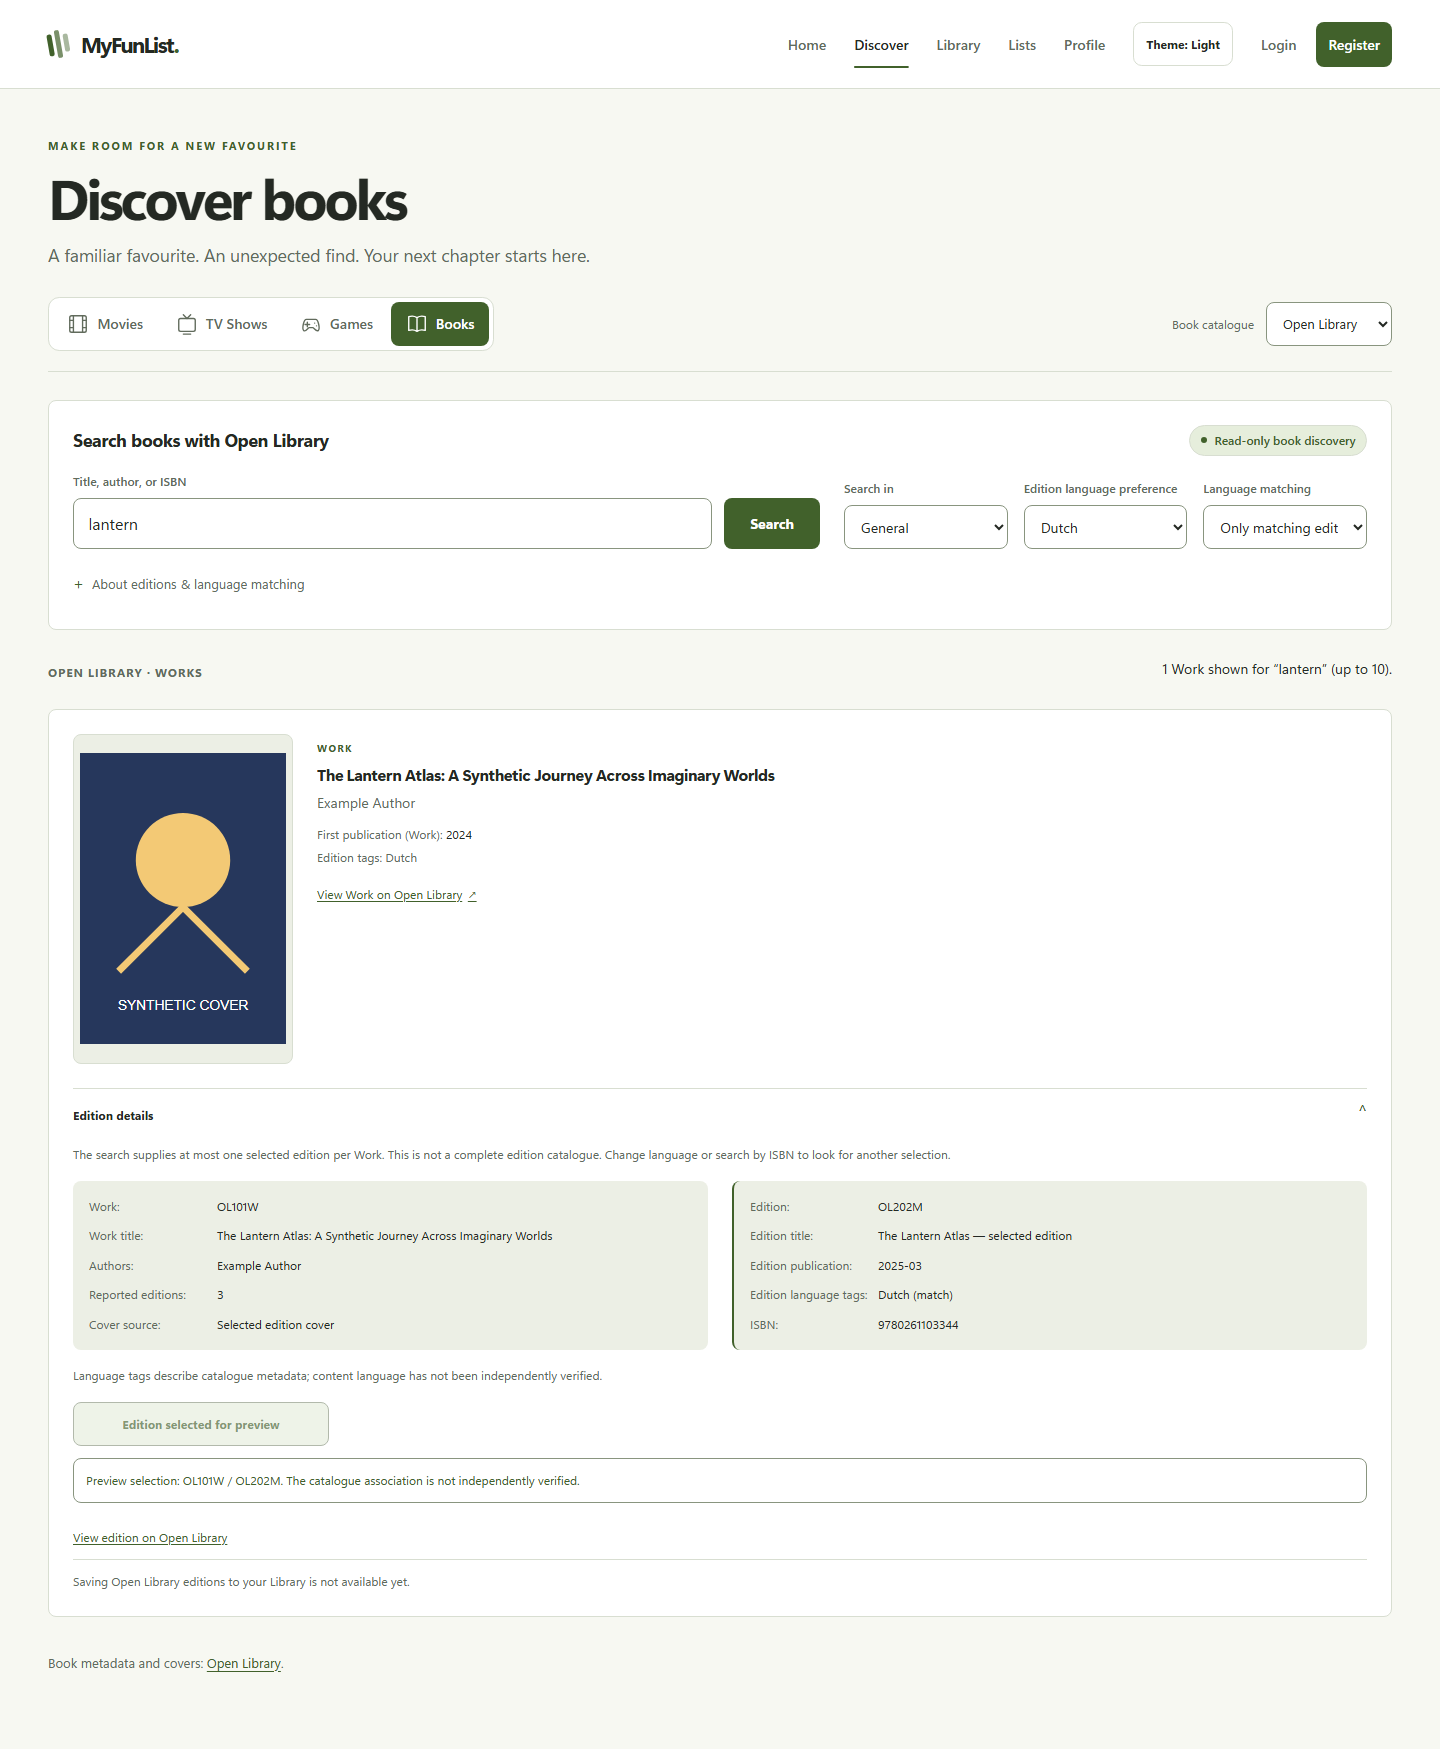 MyFunList.
Home
Discover
Library
Lists
Profile
Theme: Light
Login
Register
MAKE ROOM FOR A NEW FAVOURITE
Discover books
A familiar favourite. An unexpected find. Your next chapter starts here.
Movies
TV Shows
Games
Books
Book catalogue
Open Library
Search books with Open Library
Read-only book discovery
Title, author, or ISBN
lantern
Search
Search in
General
Edition language preference
Dutch
Language matching
Only matching edit
+ About editions & language matching
OPEN LIBRARY · WORKS
1 Work shown for “lantern” (up to 10).
SYNTHETIC COVER
WORK
The Lantern Atlas: A Synthetic Journey Across Imaginary Worlds
Example Author
First publication (Work): 2024
Edition tags: Dutch
View Work on Open Library ↗
Edition details
^
The search supplies at most one selected edition per Work. This is not a complete edition catalogue. Change language or search by ISBN to look for another selection.
Work: OL101W
Work title: The Lantern Atlas: A Synthetic Journey Across Imaginary Worlds
Authors: Example Author
Reported editions: 3
Cover source: Selected edition cover
Edition: OL202M
Edition title: The Lantern Atlas — selected edition
Edition publication: 2025-03
Edition language tags: Dutch (match)
ISBN: 9780261103344
Language tags describe catalogue metadata; content language has not been independently verified.
Edition selected for preview
Preview selection: OL101W / OL202M. The catalogue association is not independently verified.
View edition on Open Library
Saving Open Library editions to your Library is not available yet.
Book metadata and covers: Open Library.